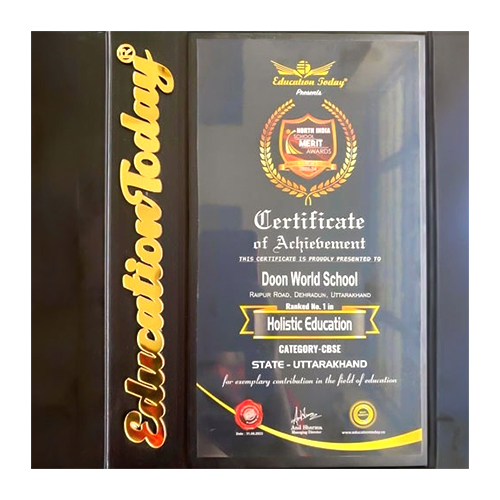 EducationToday®
Education Today®
Presents
NORTH INDIA
SCHOOL
MERIT
AWARDS
Certificate
of Achievement
THIS CERTIFICATE IS PROUDLY PRESENTED TO
Doon World School
RAIPUR ROAD, DEHRADUN, UTTARAKHAND
Ranked No. 1 in
Holistic Education
CATEGORY-CBSE
STATE - UTTARAKHAND
for exemplary contribution in the field of education
Anil Sharma
Managing Director
www.educationtoday.co